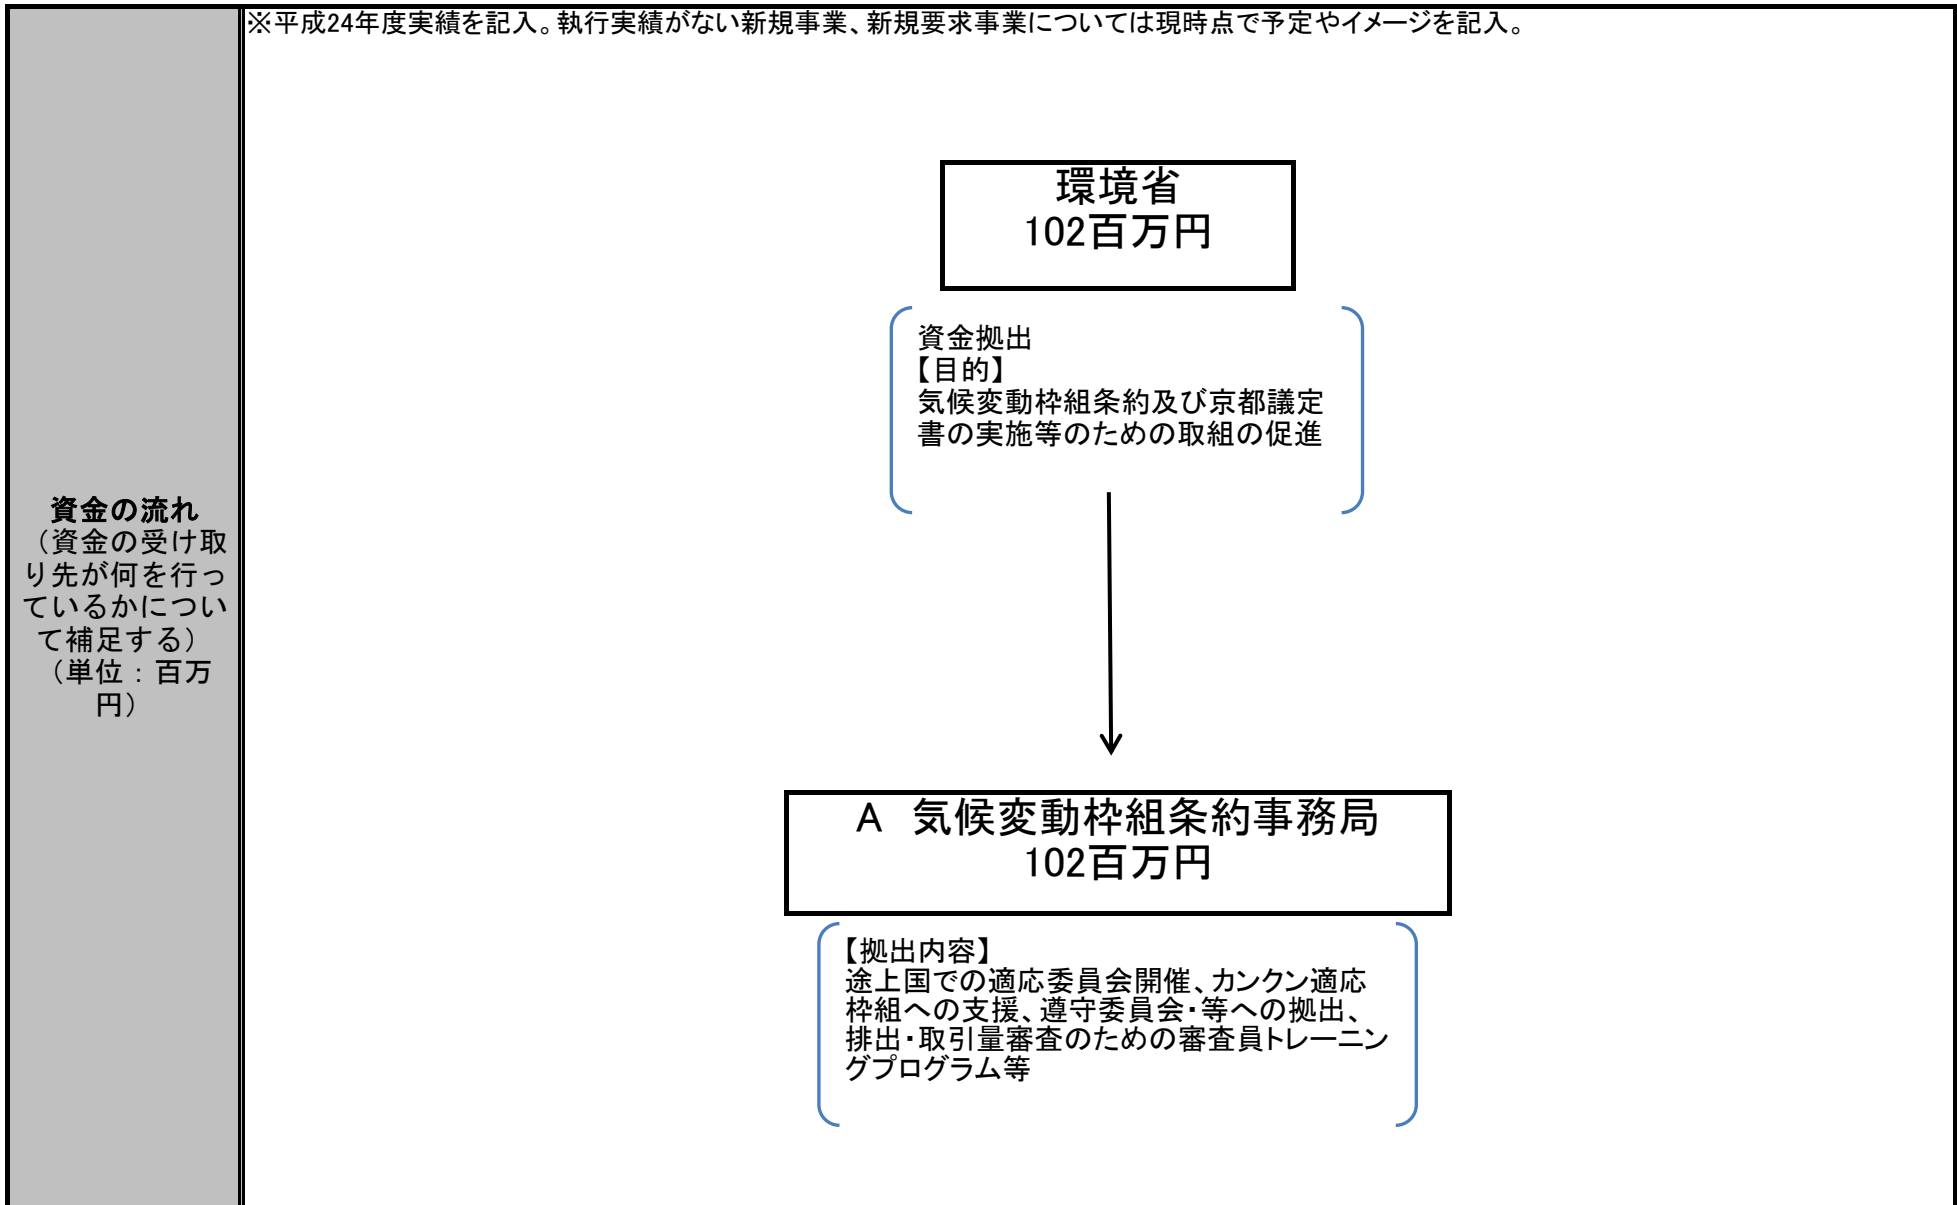 ※平成24年度実績を記入。執行実績がない新規事業、新規要求事業については現時点で予定やイメージを記入。
資金の流れ
（資金の受け取
り先が何を行っ
ているかについ
て補足する）
（単位：百万
円）
環境省
102百万円
資金拠出
【目的】
気候変動枠組条約及び京都議定
書の実施等のための取組の促進
A　気候変動枠組条約事務局
102百万円
【拠出内容】
途上国での適応委員会開催、カンクン適応
枠組への支援、遵守委員会・等への拠出、
排出・取引量審査のための審査員トレーニン
グプログラム等